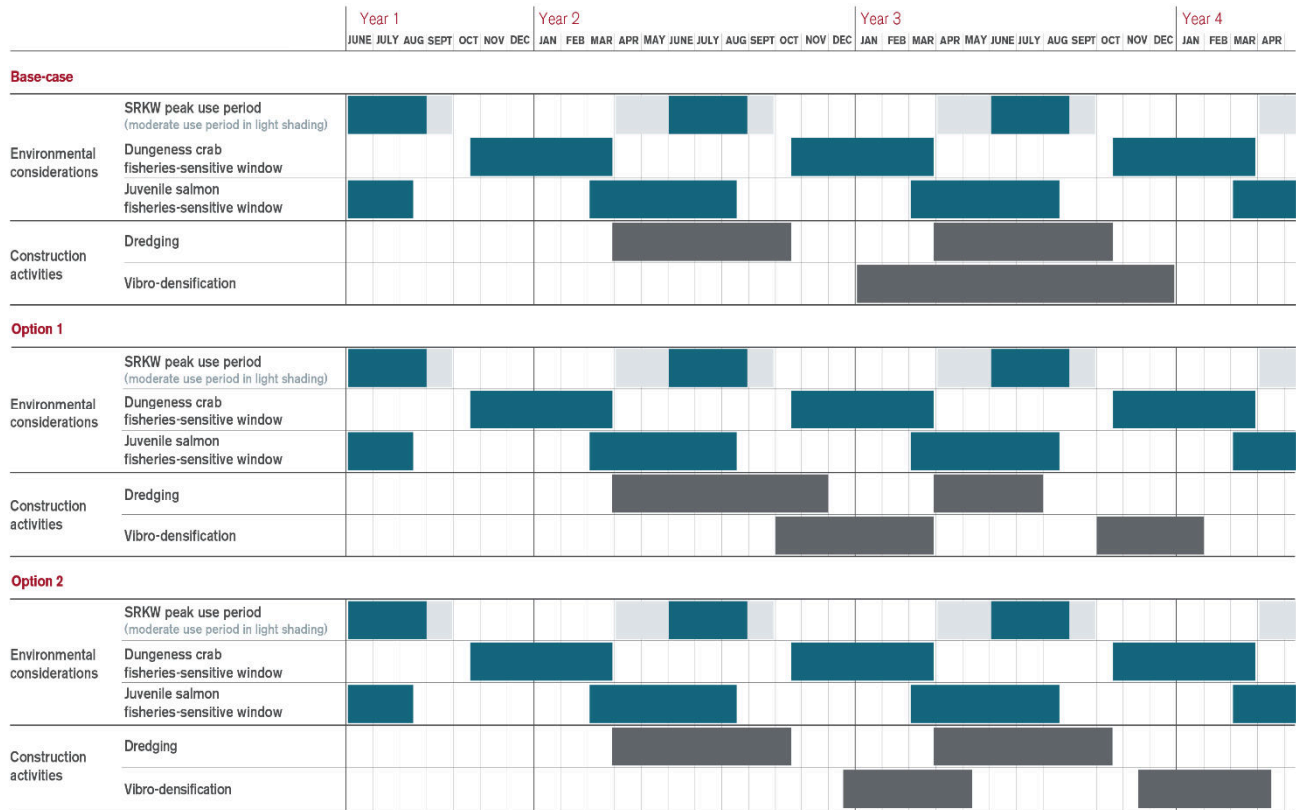 Year 1 Year 2 Year 3 Year 4
JUNE JULY AUG SEPT OCT NOV DEC JAN FEB MAR APR MAY JUNE JULY AUG SEPT OCT NOV DEC JAN FEB MAR APR MAY JUNE JULY AUG SEPT OCT NOV DEC JAN FEB MAR APR
Base-case
Environmental considerations
SRKW peak use period
(moderate use period in light shading)
Dungeness crab
fisheries-sensitive window
Juvenile salmon
fisheries-sensitive window
Construction activities
Dredging
Vibro-densification
Option 1
Environmental considerations
SRKW peak use period
(moderate use period in light shading)
Dungeness crab
fisheries-sensitive window
Juvenile salmon
fisheries-sensitive window
Construction activities
Dredging
Vibro-densification
Option 2
Environmental considerations
SRKW peak use period
(moderate use period in light shading)
Dungeness crab
fisheries-sensitive window
Juvenile salmon
fisheries-sensitive window
Construction activities
Dredging
Vibro-densification